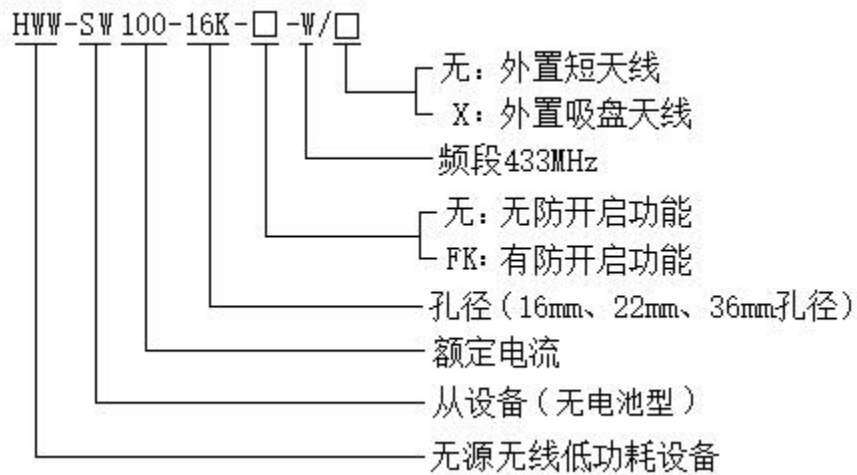 HWW-SW100-16K-□-W/□
无：外置短天线
X：外置吸盘天线
频段433MHz
无：无防开启功能
FK：有防开启功能
孔径（16mm、22mm、36mm孔径）
额定电流
从设备（无电池型）
无源无线低功耗设备